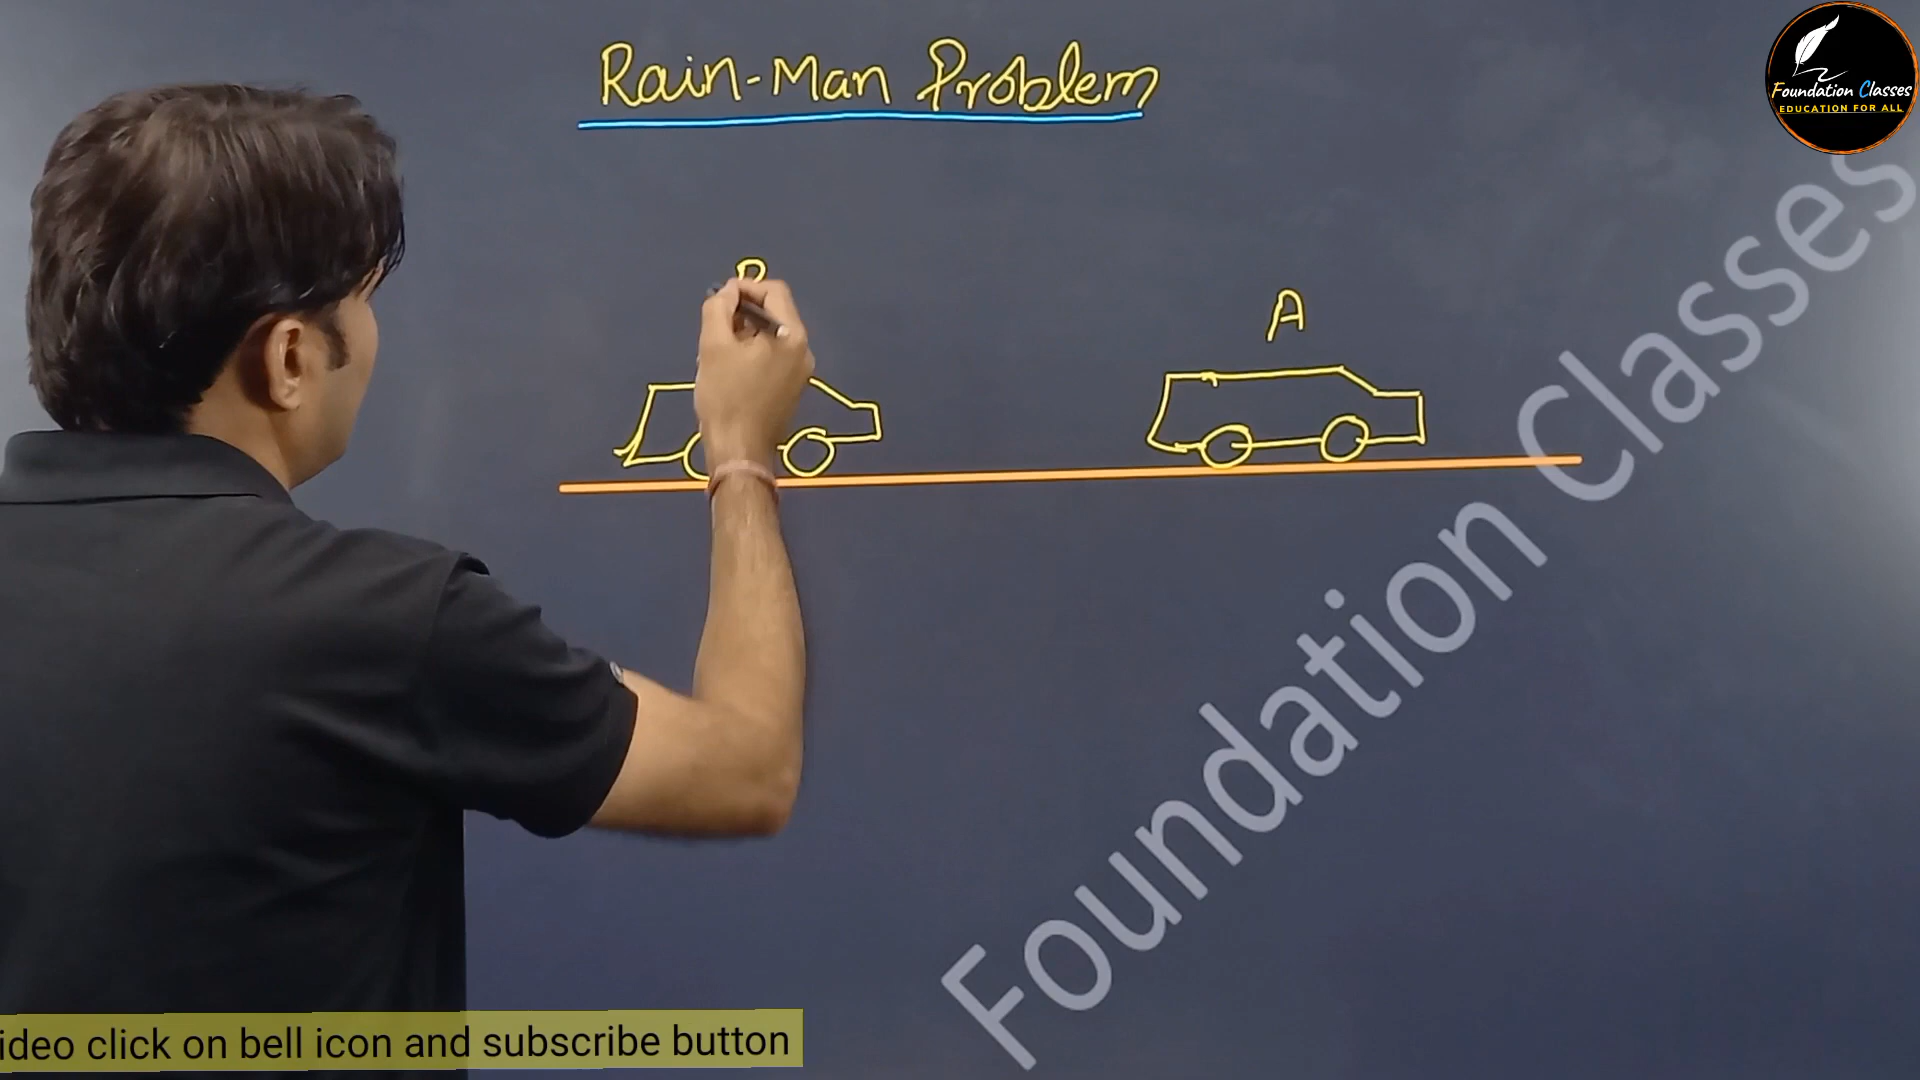 Rain-Man Problem
Foundation Classes
EDUCATION FOR ALL
A
Foundation Classes
ideo click on bell icon and subscribe button